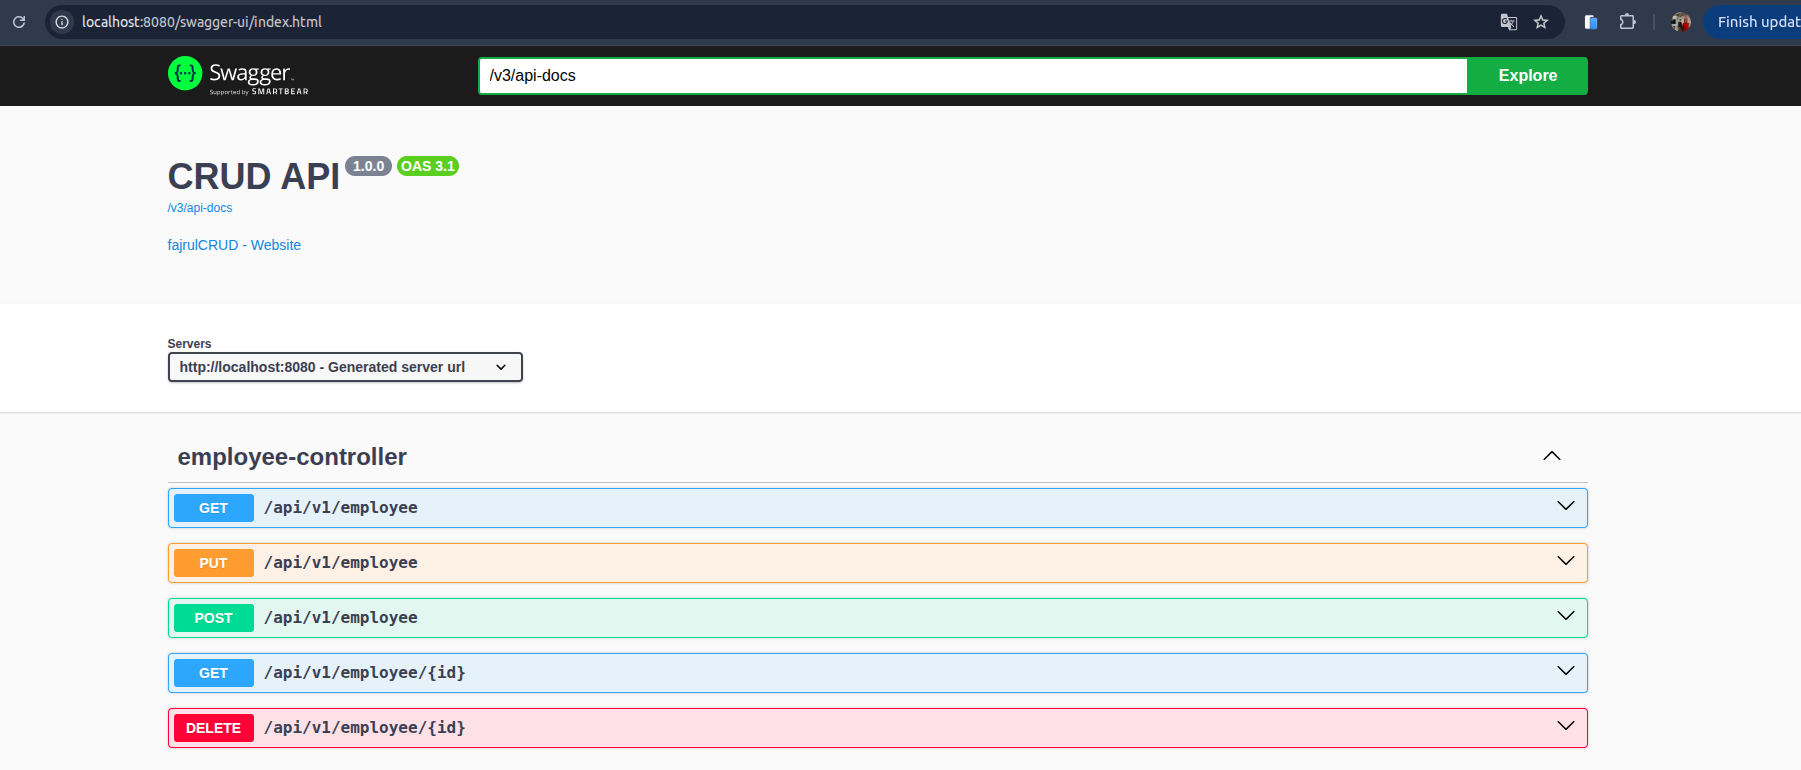 localhost:8080/swagger-ui/index.html
Finish updat
{···} Swagger
Supported by SMARTBEAR
/v3/api-docs
Explore
CRUD API 1.0.0 OAS 3.1
/v3/api-docs
fajrulCRUD - Website
Servers
http://localhost:8080 - Generated server url
employee-controller
GET /api/v1/employee
PUT /api/v1/employee
POST /api/v1/employee
GET /api/v1/employee/{id}
DELETE /api/v1/employee/{id}